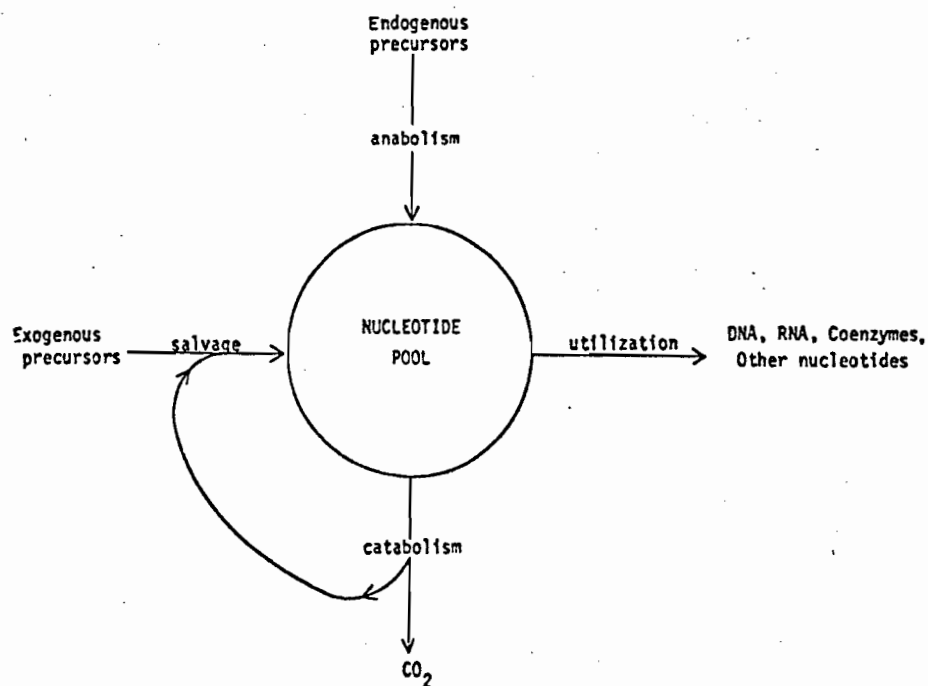 Endogenous
precursors
anabolism
Exogenous
precursors
salvage
NUCLEOTIDE
POOL
utilization
DNA, RNA, Coenzymes,
Other nucleotides
catabolism
CO2